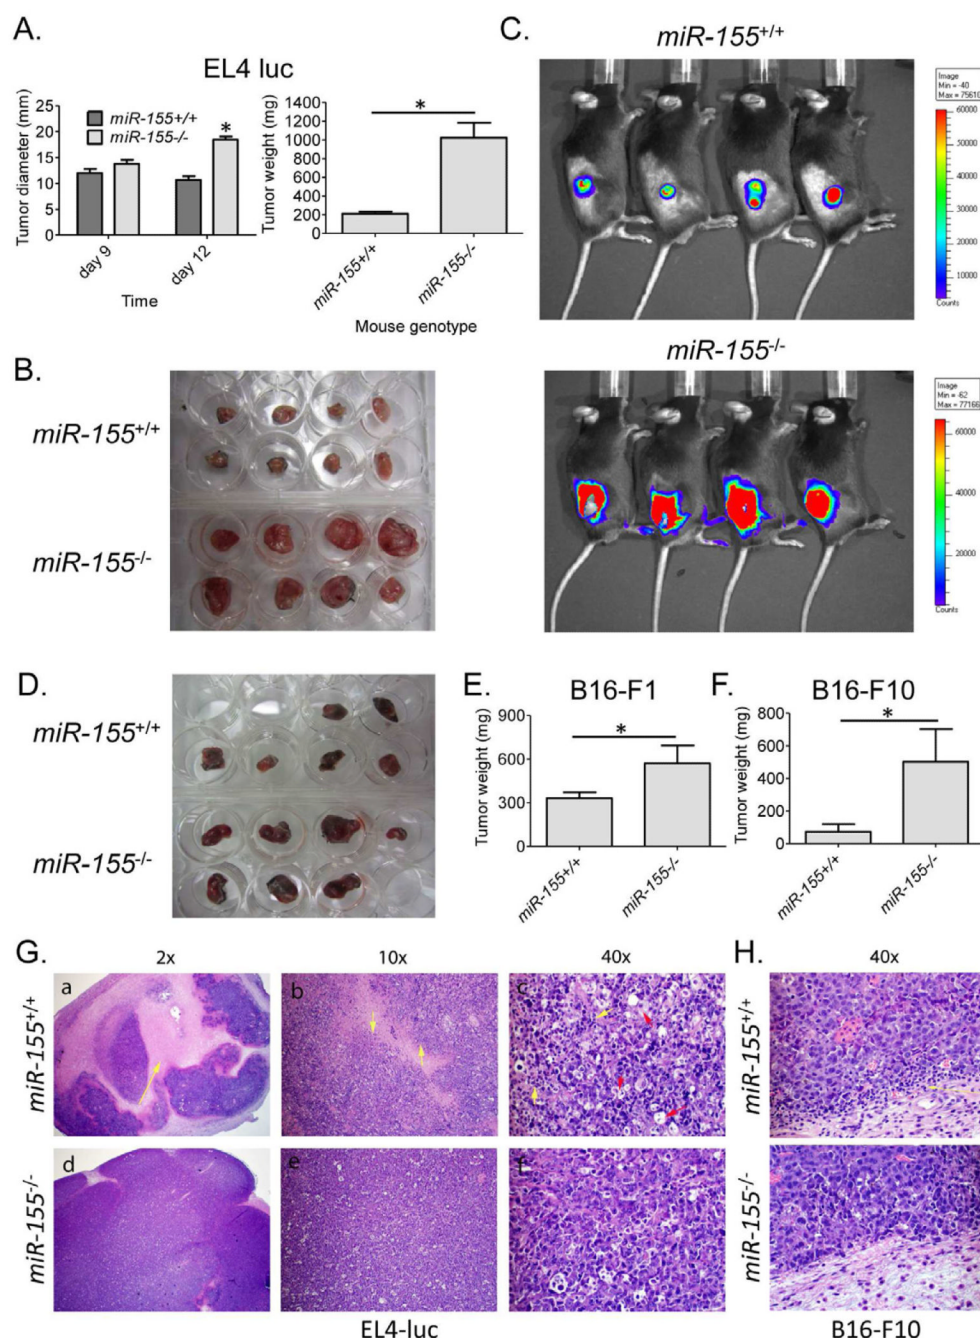 A.
EL4 luc
Tumor diameter (mm)
25
20
15
10
5
0
miR-155+/+
miR-155-/-
*
day 9
day 12
Time
Tumor weight (mg)
1400
1200
1000
800
600
400
200
0
*
miR-155+/+
miR-155-/-
Mouse genotype
C.
miR-155+/+
Image
Min = -40
Max = 75610
60000
50000
40000
30000
20000
10000
Counts
miR-155-/-
Image
Min = -62
Max = 77166
60000
40000
20000
Counts
B.
miR-155+/+
miR-155-/-
D.
miR-155+/+
miR-155-/-
E.
B16-F1
Tumor weight (mg)
900
600
300
0
*
miR-155+/+
miR-155-/-
F.
B16-F10
Tumor weight (mg)
800
600
400
200
0
*
miR-155+/+
miR-155-/-
G.
2x
10x
40x
miR-155+/+
a
b
c
miR-155-/-
d
e
f
EL4-luc
H.
40x
miR-155+/+
miR-155-/-
B16-F10